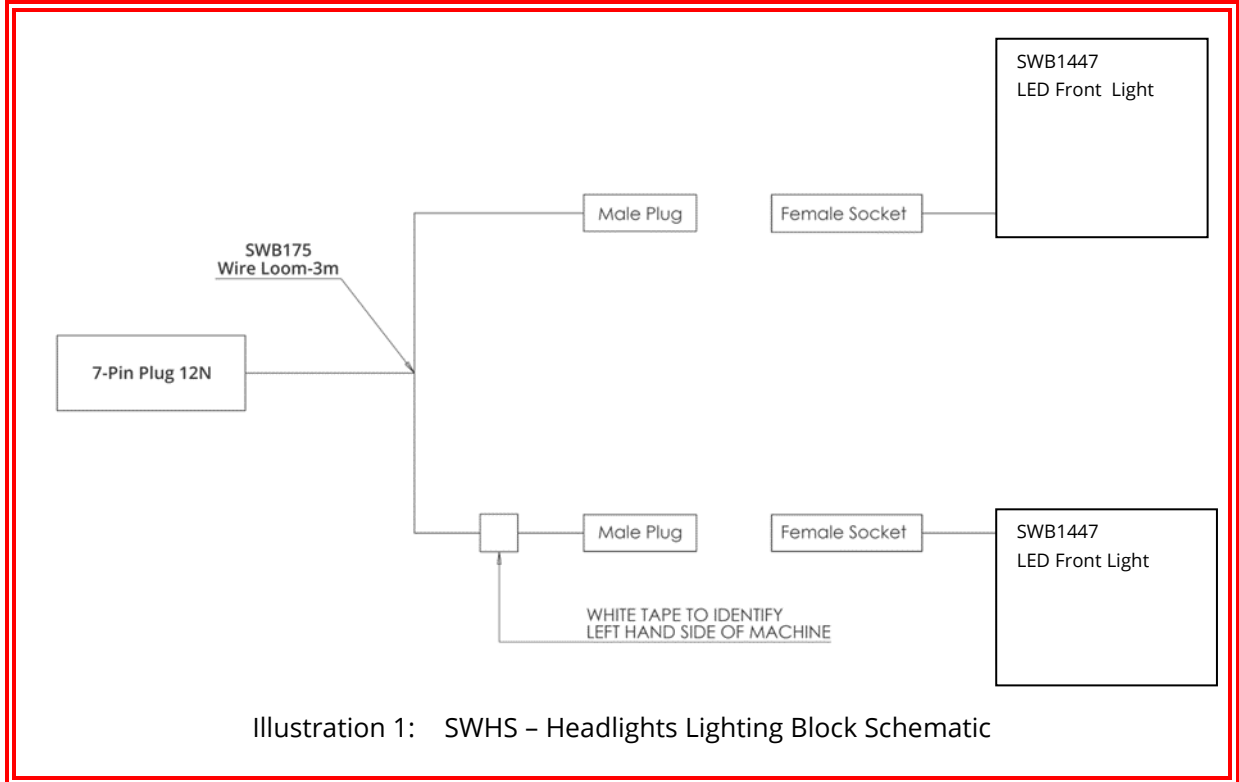 SWB1447
LED Front Light
Male Plug
Female Socket
SWB175
Wire Loom-3m
7-Pin Plug 12N
Male Plug
Female Socket
SWB1447
LED Front Light
WHITE TAPE TO IDENTIFY
LEFT HAND SIDE OF MACHINE
Illustration 1: SWHS – Headlights Lighting Block Schematic